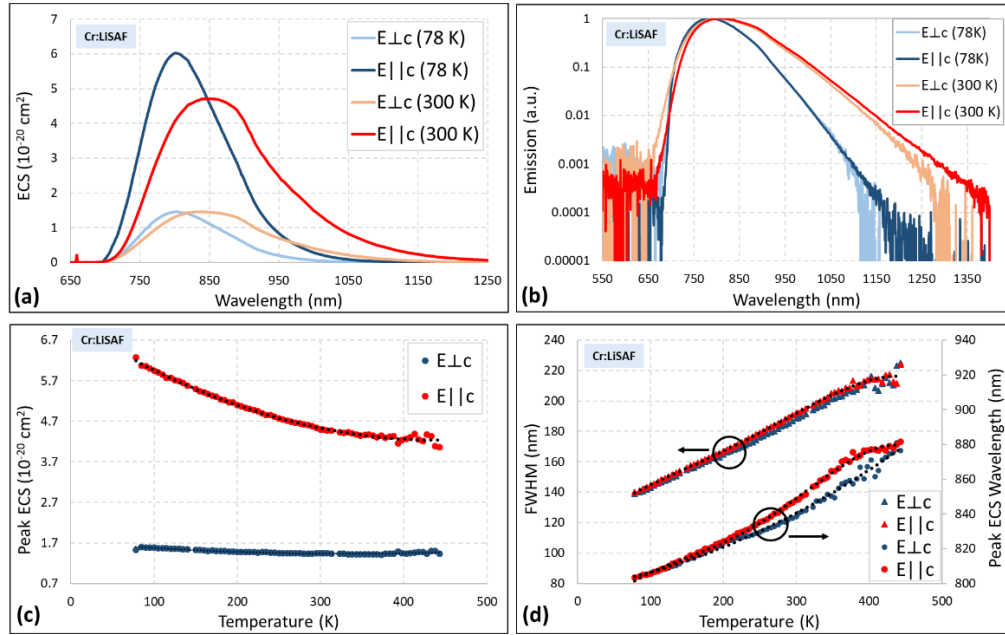 Cr:LiSAF
E⊥c (78 K)
E||c (78 K)
E⊥c (300 K)
E||c (300 K)
ECS (10⁻²⁰ cm²)
7
6
5
4
3
2
1
0
650 750 850 950 1050 1150 1250
Wavelength (nm)
(a)
Cr:LiSAF
E⊥c (78K)
E||c (78K)
E⊥c (300 K)
E||c (300 K)
Emission (a.u.)
1
0.1
0.01
0.001
0.0001
0.00001
550 650 750 850 950 1050 1150 1250 1350
Wavelength (nm)
(b)
Cr:LiSAF
E⊥c
E||c
Peak ECS (10⁻²⁰ cm²)
6.7
5.7
4.7
3.7
2.7
1.7
0.7
0 100 200 300 400 500
Temperature (K)
(c)
Cr:LiSAF
FWHM (nm)
240
220
200
180
160
140
120
100
80
940
920
900
880
860
840
820
800
Peak ECS Wavelength (nm)
E⊥c
E||c
E⊥c
E||c
0 100 200 300 400 500
Temperature (K)
(d)